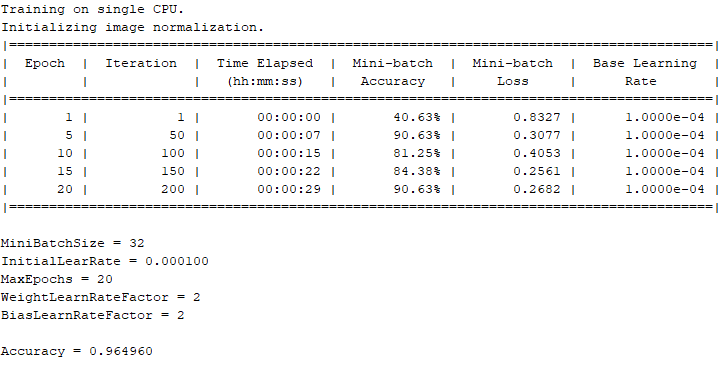 Training on single CPU.
Initializing image normalization.
|========================================================================================|
| Epoch | Iteration | Time Elapsed | Mini-batch | Mini-batch | Base Learning |
| | | (hh:mm:ss) | Accuracy | Loss | Rate |
|========================================================================================|
| 1 | 1 | 00:00:00 | 40.63% | 0.8327 | 1.0000e-04 |
| 5 | 50 | 00:00:07 | 90.63% | 0.3077 | 1.0000e-04 |
| 10 | 100 | 00:00:15 | 81.25% | 0.4053 | 1.0000e-04 |
| 15 | 150 | 00:00:22 | 84.38% | 0.2561 | 1.0000e-04 |
| 20 | 200 | 00:00:29 | 90.63% | 0.2682 | 1.0000e-04 |
|========================================================================================|
MiniBatchSize = 32
InitialLearRate = 0.000100
MaxEpochs = 20
WeightLearnRateFactor = 2
BiasLearnRateFactor = 2
Accuracy = 0.964960